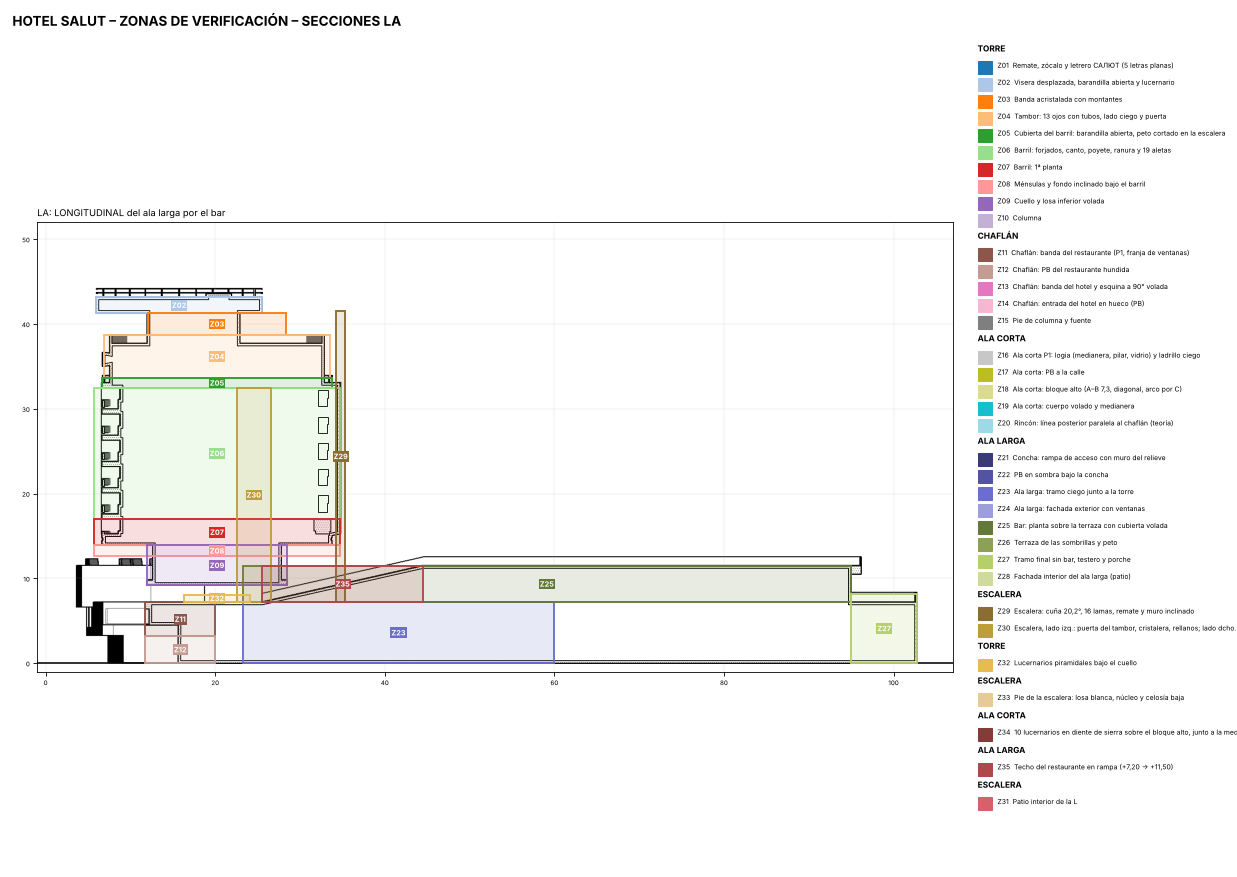 HOTEL SALUT – ZONAS DE VERIFICACIÓN – SECCIONES LA
LA: LONGITUDINAL del ala larga por el bar
50
40
30
20
10
0
0
20
40
60
80
100
Z02
Z03
Z04
Z05
Z06
Z29
Z30
Z07
Z08
Z09
Z32
Z35
Z25
Z11
Z12
Z23
Z27
TORRE
Z01 Remate, zócalo y letrero САЛЮТ (5 letras planas)
Z02 Visera desplazada, barandilla abierta y lucernario
Z03 Banda acristalada con montantes
Z04 Tambor: 13 ojos con tubos, lado ciego y puerta
Z05 Cubierta del barril: barandilla abierta, peto cortado en la escalera
Z06 Barril: forjados, canto, poyete, ranura y 19 aletas
Z07 Barril: 1ª planta
Z08 Ménsulas y fondo inclinado bajo el barril
Z09 Cuello y losa inferior volada
Z10 Columna
CHAFLÁN
Z11 Chaflán: banda del restaurante (P1, franja de ventanas)
Z12 Chaflán: PB del restaurante hundida
Z13 Chaflán: banda del hotel y esquina a 90° volada
Z14 Chaflán: entrada del hotel en hueco (PB)
Z15 Pie de columna y fuente
ALA CORTA
Z16 Ala corta P1: logia (medianera, pilar, vidrio) y ladrillo ciego
Z17 Ala corta: PB a la calle
Z18 Ala corta: bloque alto (A–B 7,3, diagonal, arco por C)
Z19 Ala corta: cuerpo volado y medianera
Z20 Rincón: línea posterior paralela al chaflán (teoría)
ALA LARGA
Z21 Concha: rampa de acceso con muro del relieve
Z22 PB en sombra bajo la concha
Z23 Ala larga: tramo ciego junto a la torre
Z24 Ala larga: fachada exterior con ventanas
Z25 Bar: planta sobre la terraza con cubierta volada
Z26 Terraza de las sombrillas y peto
Z27 Tramo final sin bar, testero y porche
Z28 Fachada interior del ala larga (patio)
ESCALERA
Z29 Escalera: cuña 20,2°, 16 lamas, remate y muro inclinado
Z30 Escalera, lado izq.: puerta del tambor, cristalera, rellanos; lado dcho.
TORRE
Z32 Lucernarios piramidales bajo el cuello
ESCALERA
Z33 Pie de la escalera: losa blanca, núcleo y celosía baja
ALA CORTA
Z34 10 lucernarios en diente de sierra sobre el bloque alto, junto a la med
ALA LARGA
Z35 Techo del restaurante en rampa (+7,20 → +11,50)
ESCALERA
Z31 Patio interior de la L